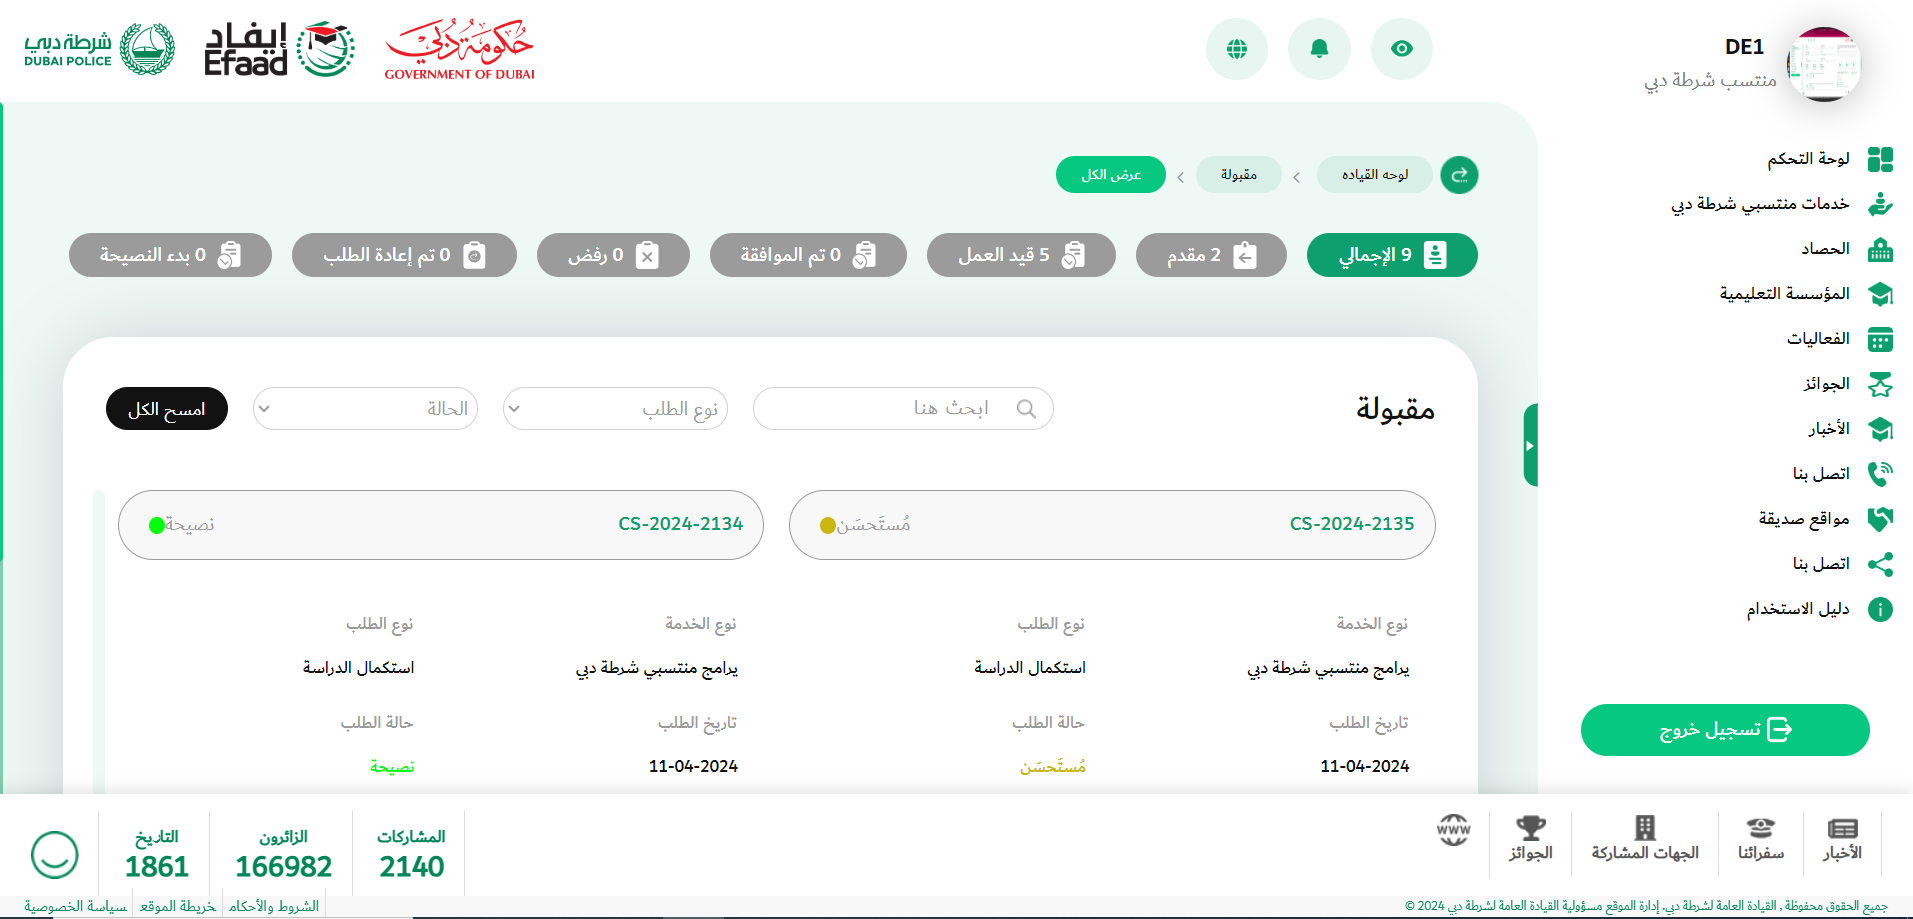 DE1
منتسب شرطة دبي
حكومة دبي
GOVERNMENT OF DUBAI
إيفاد
Efaad
شرطة دبي
DUBAI POLICE
لوحة التحكم
خدمات منتسبي شرطة دبي
الحصاد
المؤسسة التعليمية
الفعاليات
الجوائز
الأخبار
اتصل بنا
مواقع صديقة
اتصل بنا
دليل الاستخدام
تسجيل خروج
لوحه القياده
مقبولة
عرض الكل
9 الإجمالي
2 مقدم
5 قيد العمل
0 تم الموافقة
0 رفض
0 تم إعادة الطلب
0 بدء النصيحة
مقبولة
ابحث هنا
نوع الطلب
الحالة
امسح الكل
CS-2024-2135 مُستَحسَن
CS-2024-2134 نصيحة
نوع الخدمة نوع الطلب نوع الخدمة نوع الطلب
يرامج منتسبي شرطة دبي استكمال الدراسة يرامج منتسبي شرطة دبي استكمال الدراسة
تاريخ الطلب حالة الطلب تاريخ الطلب حالة الطلب
11-04-2024 مُستَحسَن 11-04-2024 نصيحة
الأخبار
سفرائنا
الجهات المشاركة
الجوائز
WWW
المشاركات
2140
الزائرون
166982
التاريخ
1861
جميع الحقوق محفوظة , القيادة العامة لشرطة دبي. إدارة الموقع مسؤولية القيادة العامة لشرطة دبي 2024 ©
الشروط والأحكام
خريطة الموقع
سياسة الخصوصية